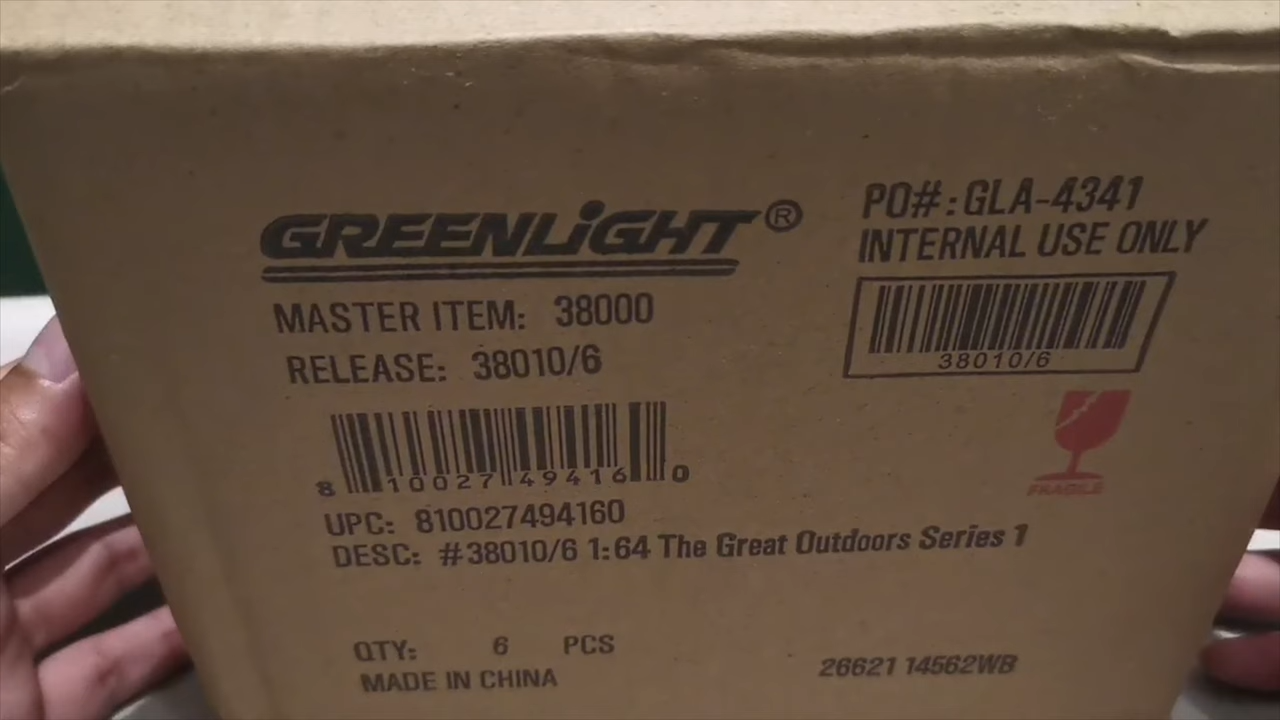 GREENLiGHT®
PO#: GLA-4341
INTERNAL USE ONLY
38010/6
MASTER ITEM: 38000
RELEASE: 38010/6
FRAGILE
8 10027 49416 0
UPC: 810027494160
DESC: #38010/6 1:64 The Great Outdoors Series 1
QTY: 6 PCS
MADE IN CHINA
26621 14562WB